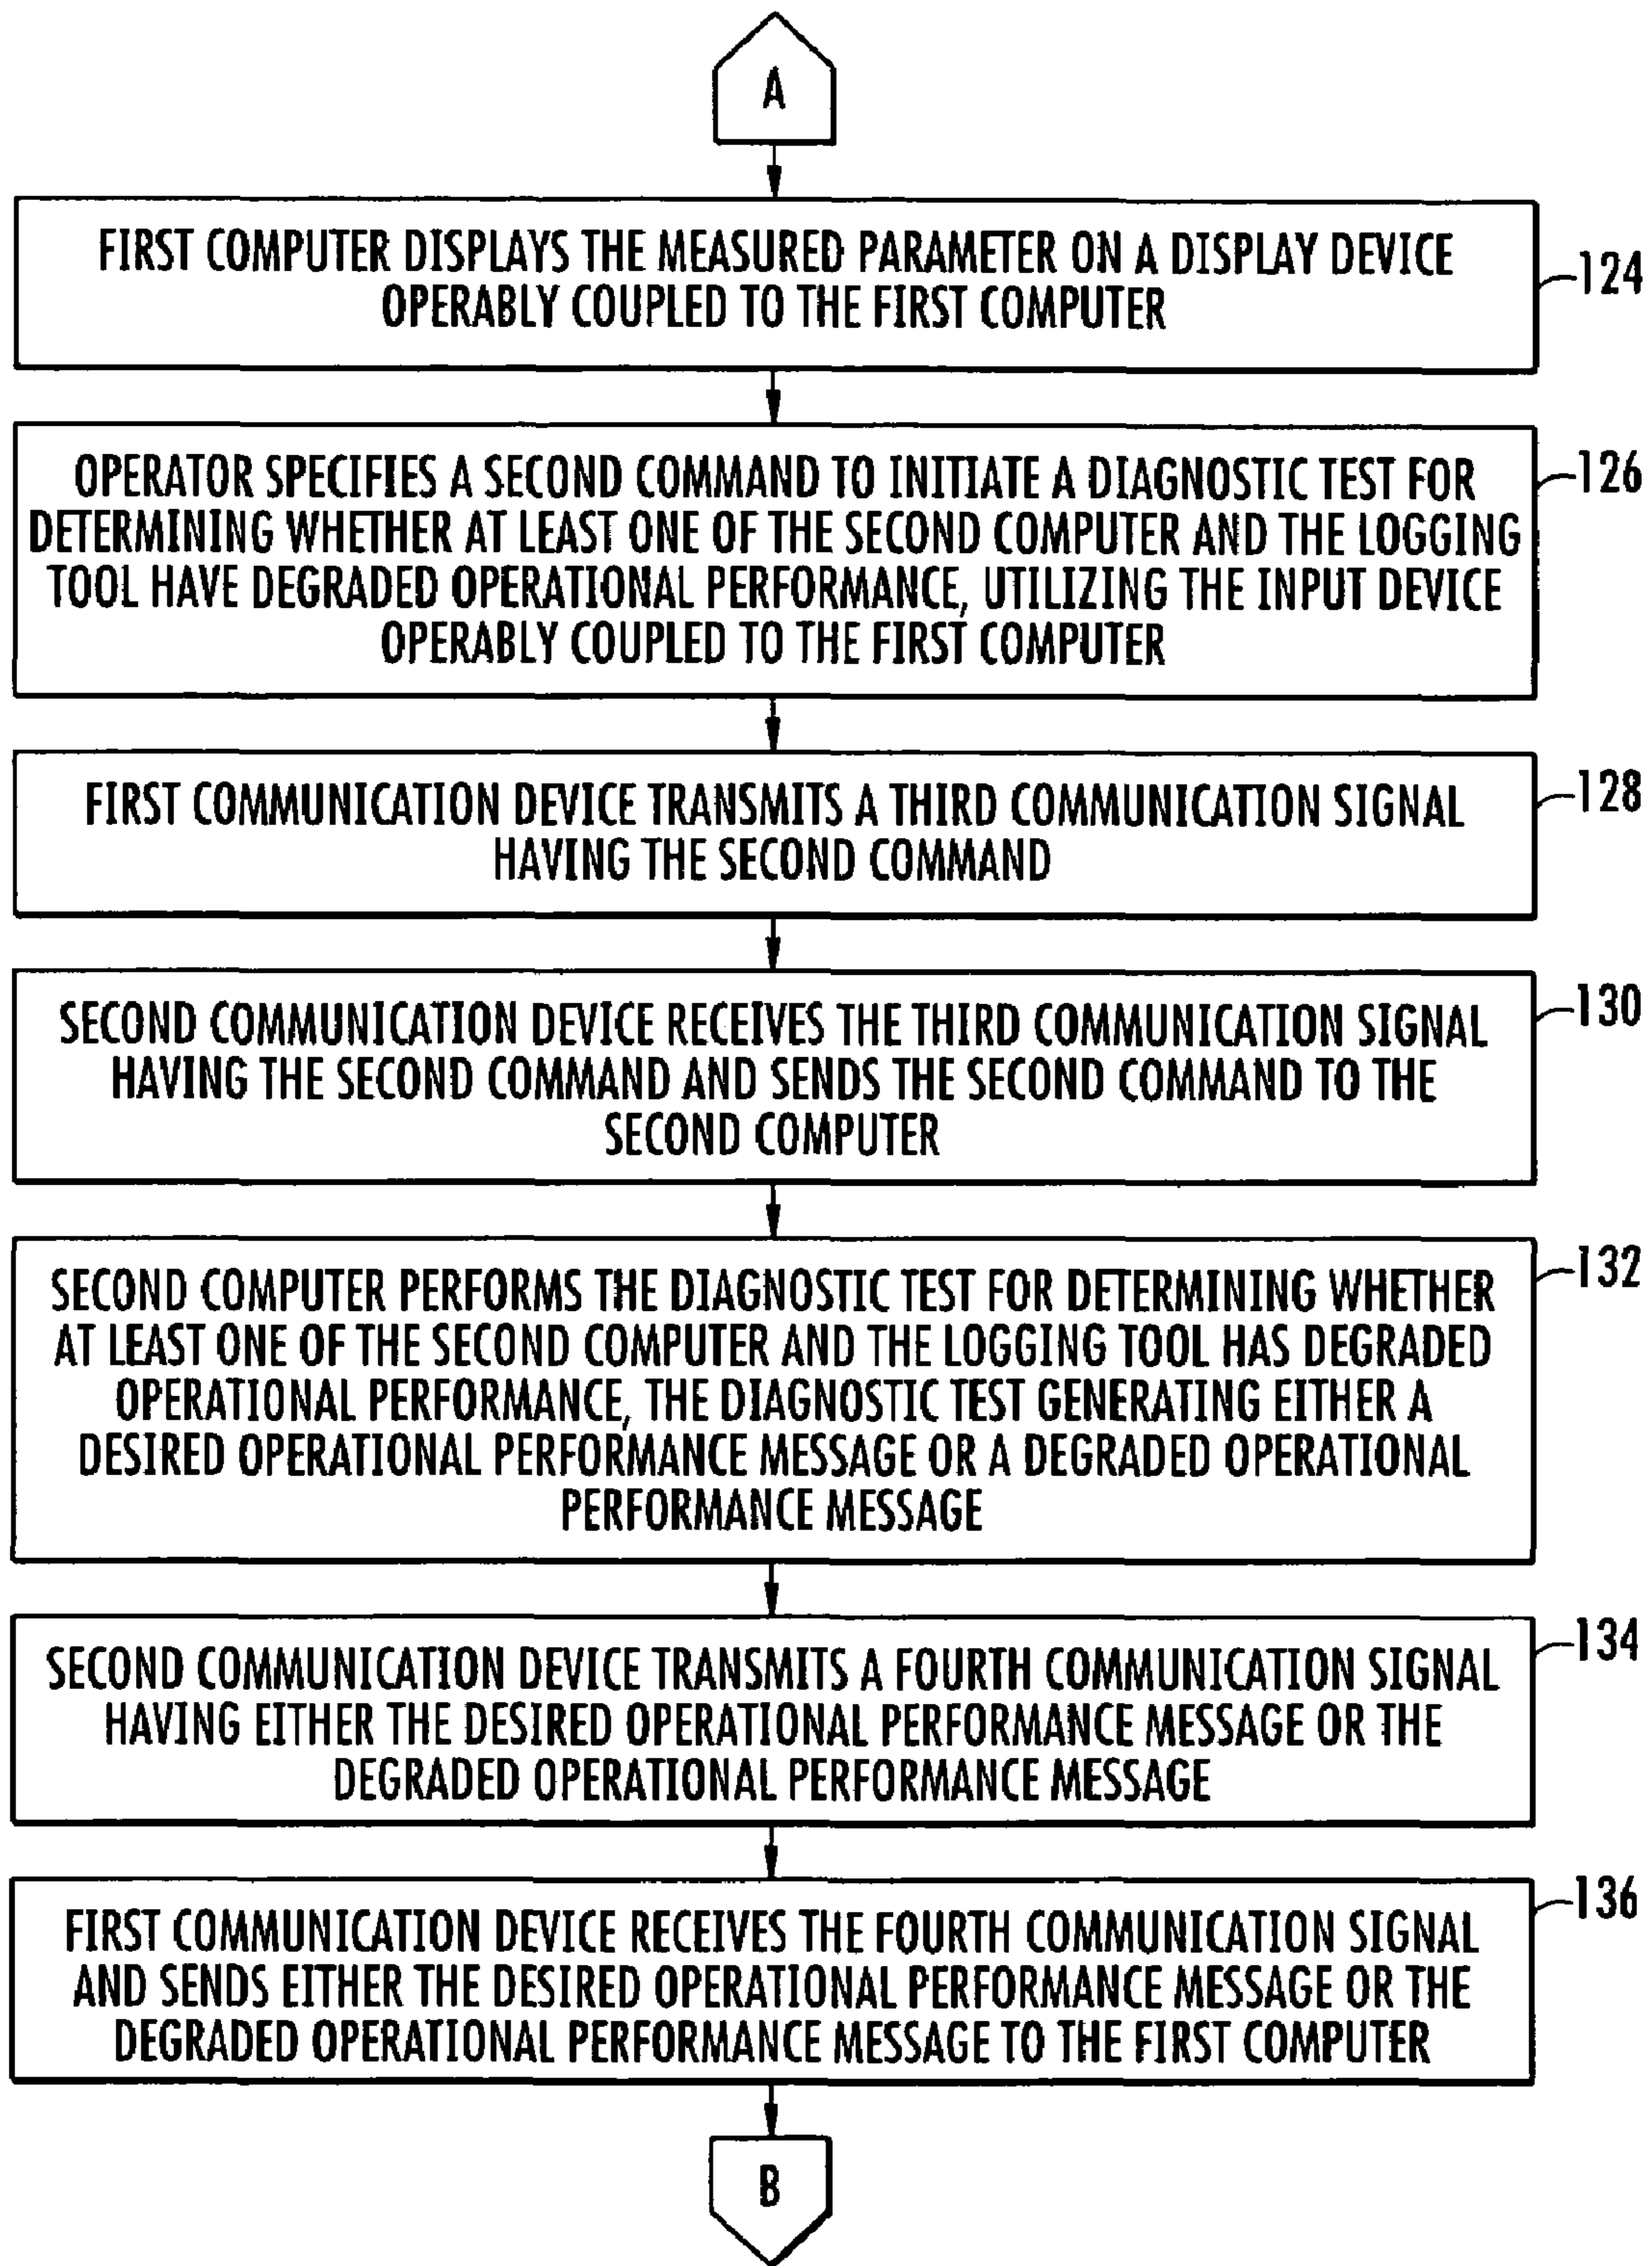 A
FIRST COMPUTER DISPLAYS THE MEASURED PARAMETER ON A DISPLAY DEVICE
OPERABLY COUPLED TO THE FIRST COMPUTER
124
OPERATOR SPECIFIES A SECOND COMMAND TO INITIATE A DIAGNOSTIC TEST FOR
DETERMINING WHETHER AT LEAST ONE OF THE SECOND COMPUTER AND THE LOGGING
TOOL HAVE DEGRADED OPERATIONAL PERFORMANCE, UTILIZING THE INPUT DEVICE
OPERABLY COUPLED TO THE FIRST COMPUTER
126
FIRST COMMUNICATION DEVICE TRANSMITS A THIRD COMMUNICATION SIGNAL
HAVING THE SECOND COMMAND
128
SECOND COMMUNICATION DEVICE RECEIVES THE THIRD COMMUNICATION SIGNAL
HAVING THE SECOND COMMAND AND SENDS THE SECOND COMMAND TO THE
SECOND COMPUTER
130
SECOND COMPUTER PERFORMS THE DIAGNOSTIC TEST FOR DETERMINING WHETHER
AT LEAST ONE OF THE SECOND COMPUTER AND THE LOGGING TOOL HAS DEGRADED
OPERATIONAL PERFORMANCE, THE DIAGNOSTIC TEST GENERATING EITHER A
DESIRED OPERATIONAL PERFORMANCE MESSAGE OR A DEGRADED OPERATIONAL
PERFORMANCE MESSAGE
132
SECOND COMMUNICATION DEVICE TRANSMITS A FOURTH COMMUNICATION SIGNAL
HAVING EITHER THE DESIRED OPERATIONAL PERFORMANCE MESSAGE OR THE
DEGRADED OPERATIONAL PERFORMANCE MESSAGE
134
FIRST COMMUNICATION DEVICE RECEIVES THE FOURTH COMMUNICATION SIGNAL
AND SENDS EITHER THE DESIRED OPERATIONAL PERFORMANCE MESSAGE OR THE
DEGRADED OPERATIONAL PERFORMANCE MESSAGE TO THE FIRST COMPUTER
136
B